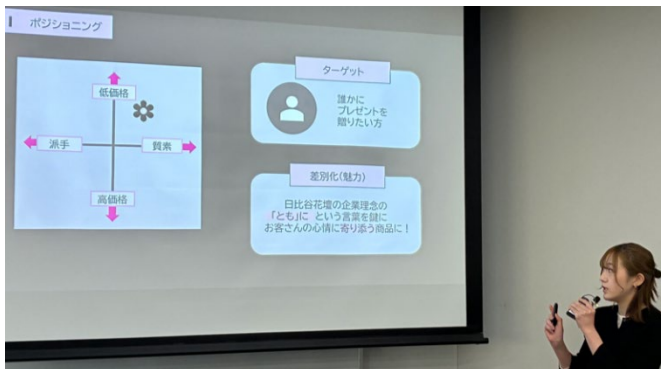 ポジショニング
低価格
派手
質素
高価格
ターゲット
誰かに
プレゼントを
贈りたい方
差別化(魅力)
日比谷花壇の企業理念の
「とも」に という言葉を鍵に
お客さんの心情に寄り添う商品に!